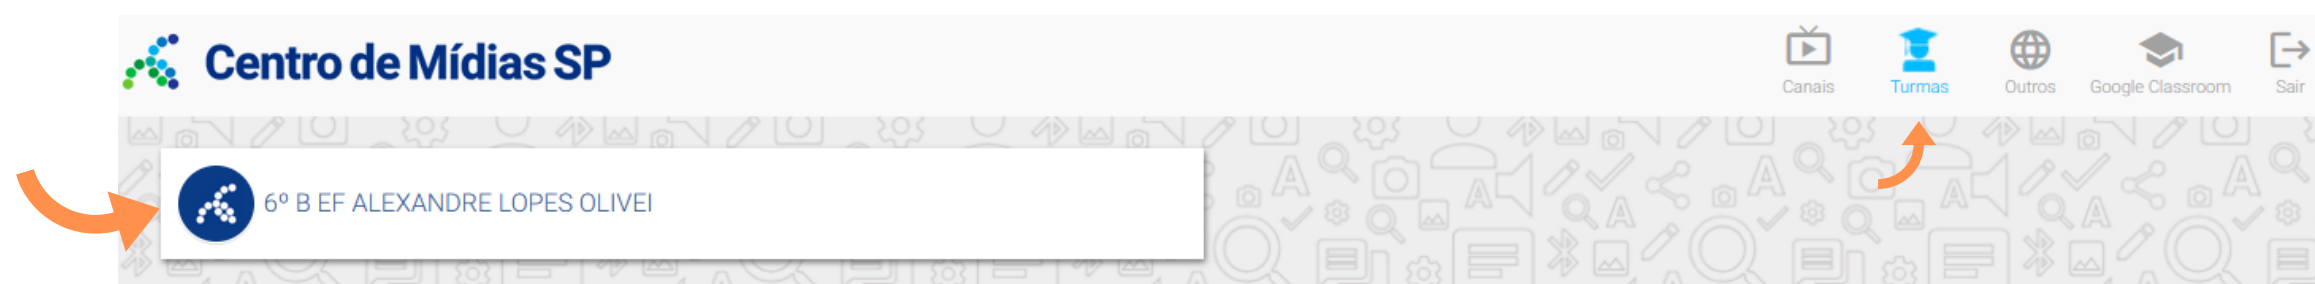 Centro de Mídias SP
Canais
Turmas
Outros
Google Classroom
Sair
6º B EF ALEXANDRE LOPES OLIVEI